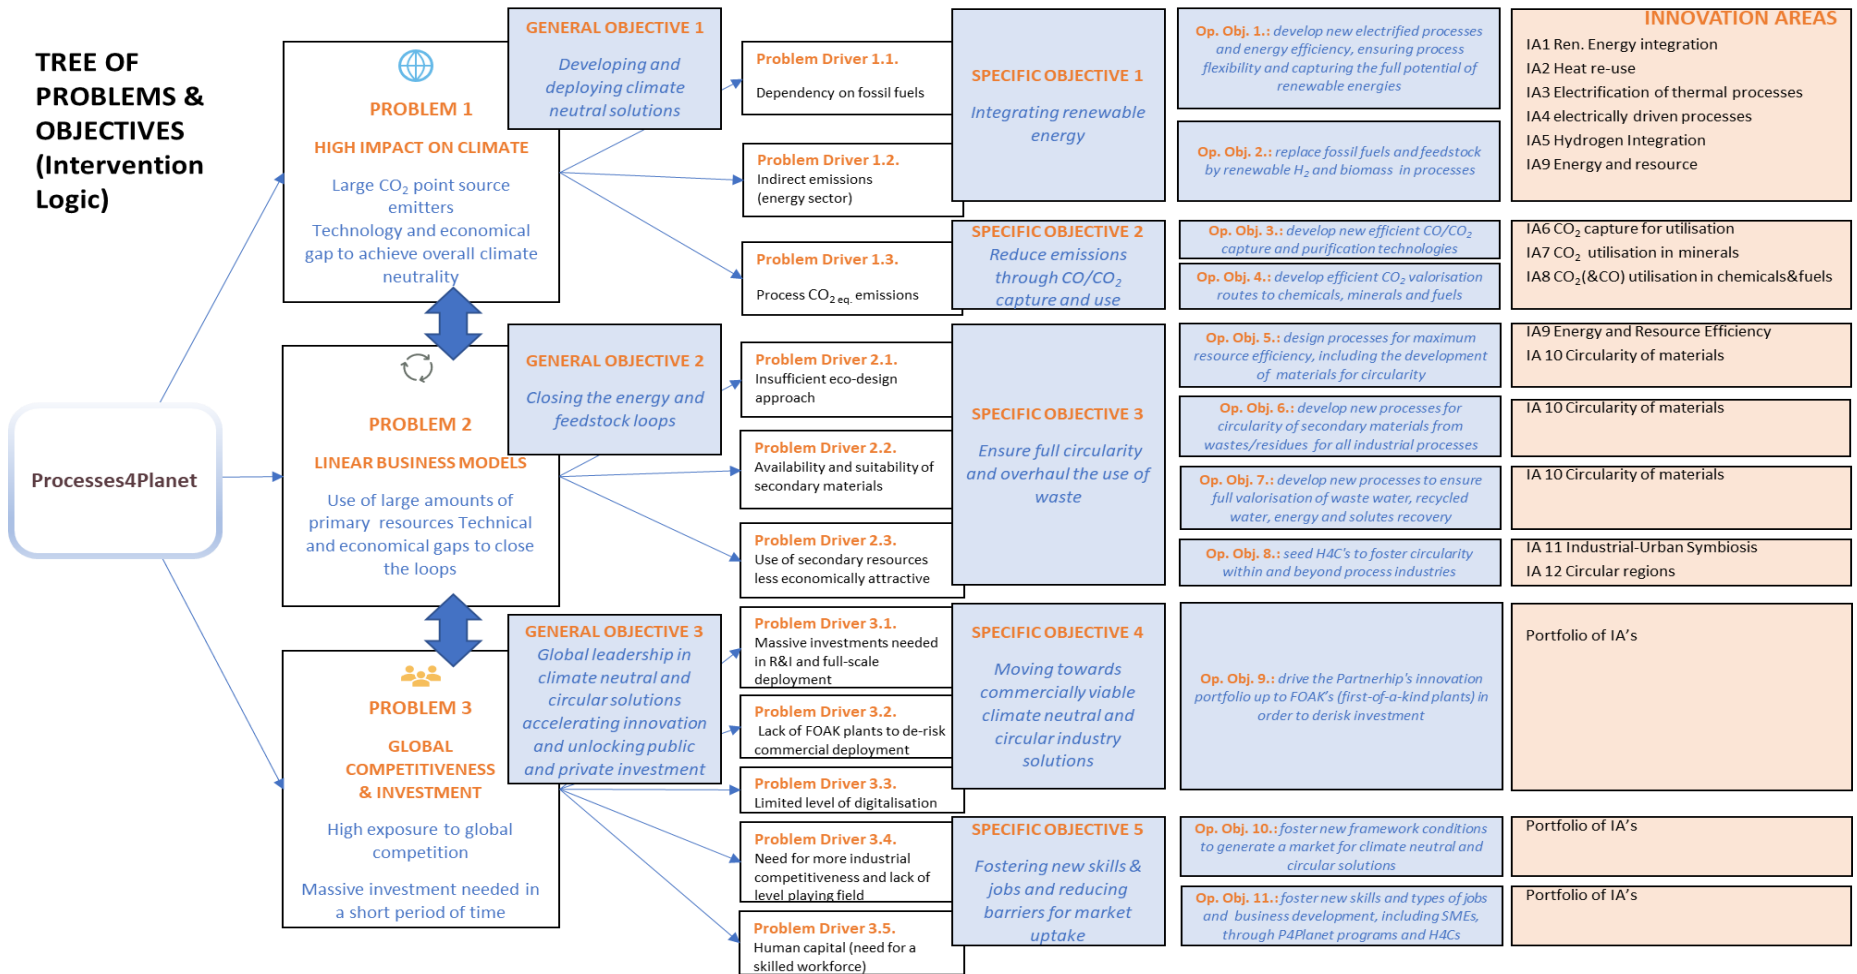 TREE OF
PROBLEMS &
OBJECTIVES
(Intervention
Logic)
Processes4Planet
PROBLEM 1
HIGH IMPACT ON CLIMATE
Large CO₂ point source
emitters
Technology and economical
gap to achieve overall climate
neutrality
PROBLEM 2
LINEAR BUSINESS MODELS
Use of large amounts of
primary resources Technical
and economical gaps to close
the loops
PROBLEM 3
GLOBAL
COMPETITIVENESS
& INVESTMENT
High exposure to global
competition
Massive investment needed in
a short period of time
GENERAL OBJECTIVE 1
Developing and
deploying climate
neutral solutions
GENERAL OBJECTIVE 2
Closing the energy and
feedstock loops
GENERAL OBJECTIVE 3
Global leadership in
climate neutral and
circular solutions
accelerating innovation
and unlocking public
and private investment
Problem Driver 1.1.
Dependency on fossil fuels
Problem Driver 1.2.
Indirect emissions
(energy sector)
Problem Driver 1.3.
Process CO₂ eq. emissions
Problem Driver 2.1.
Insufficient eco-design
approach
Problem Driver 2.2.
Availability and suitability of
secondary materials
Problem Driver 2.3.
Use of secondary resources
less economically attractive
Problem Driver 3.1.
Massive investments needed
in R&I and full-scale
deployment
Problem Driver 3.2.
Lack of FOAK plants to de-risk
commercial deployment
Problem Driver 3.3.
Limited level of digitalisation
Problem Driver 3.4.
Need for more industrial
competitiveness and lack of
level playing field
Problem Driver 3.5.
Human capital (need for a
skilled workforce)
SPECIFIC OBJECTIVE 1
Integrating renewable
energy
SPECIFIC OBJECTIVE 2
Reduce emissions
through CO/CO₂
capture and use
SPECIFIC OBJECTIVE 3
Ensure full circularity
and overhaul the use of
waste
SPECIFIC OBJECTIVE 4
Moving towards
commercially viable
climate neutral and
circular industry
solutions
SPECIFIC OBJECTIVE 5
Fostering new skills &
jobs and reducing
barriers for market
uptake
Op. Obj. 1.: develop new electrified processes
and energy efficiency, ensuring process
flexibility and capturing the full potential of
renewable energies
Op. Obj. 2.: replace fossil fuels and feedstock
by renewable H₂ and biomass in processes
Op. Obj. 3.: develop new efficient CO/CO₂
capture and purification technologies
Op. Obj. 4.: develop efficient CO₂ valorisation
routes to chemicals, minerals and fuels
Op. Obj. 5.: design processes for maximum
resource efficiency, including the development
of materials for circularity
Op. Obj. 6.: develop new processes for
circularity of secondary materials from
wastes/residues for all industrial processes
Op. Obj. 7.: develop new processes to ensure
full valorisation of waste water, recycled
water, energy and solutes recovery
Op. Obj. 8.: seed H4C's to foster circularity
within and beyond process industries
Op. Obj. 9.: drive the Partnerhip's innovation
portfolio up to FOAK's (first-of-a-kind plants) in
order to derisk investment
Op. Obj. 10.: foster new framework conditions
to generate a market for climate neutral and
circular solutions
Op. Obj. 11.: foster new skills and types of jobs
and business development, including SMEs,
through P4Planet programs and H4Cs
INNOVATION AREAS
IA1 Ren. Energy integration
IA2 Heat re-use
IA3 Electrification of thermal processes
IA4 electrically driven processes
IA5 Hydrogen Integration
IA9 Energy and resource
IA6 CO₂ capture for utilisation
IA7 CO₂ utilisation in minerals
IA8 CO₂(&CO) utilisation in chemicals&fuels
IA9 Energy and Resource Efficiency
IA 10 Circularity of materials
IA 10 Circularity of materials
IA 10 Circularity of materials
IA 11 Industrial-Urban Symbiosis
IA 12 Circular regions
Portfolio of IA's
Portfolio of IA's
Portfolio of IA's